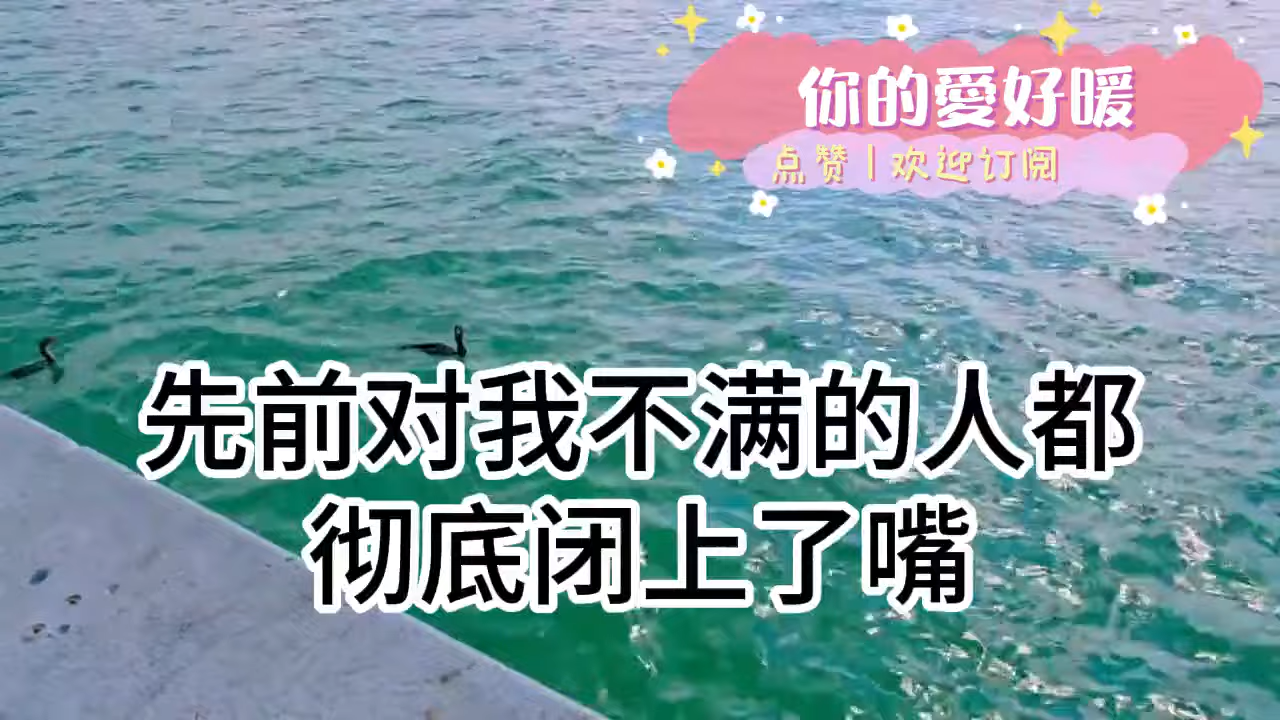 你的愛好暖
点赞 | 欢迎订阅
先前对我不满的人都
彻底闭上了嘴